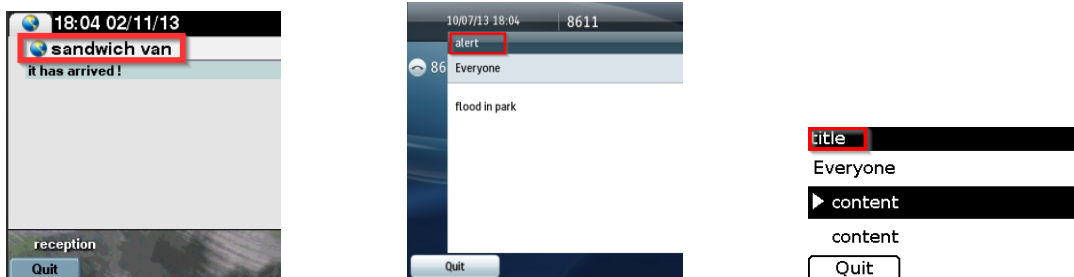 18:04 02/11/13
sandwich van
it has arrived !
reception
Quit
10/07/13 18:04 8611
alert
86 Everyone
flood in park
Quit
title
Everyone
content
content
Quit